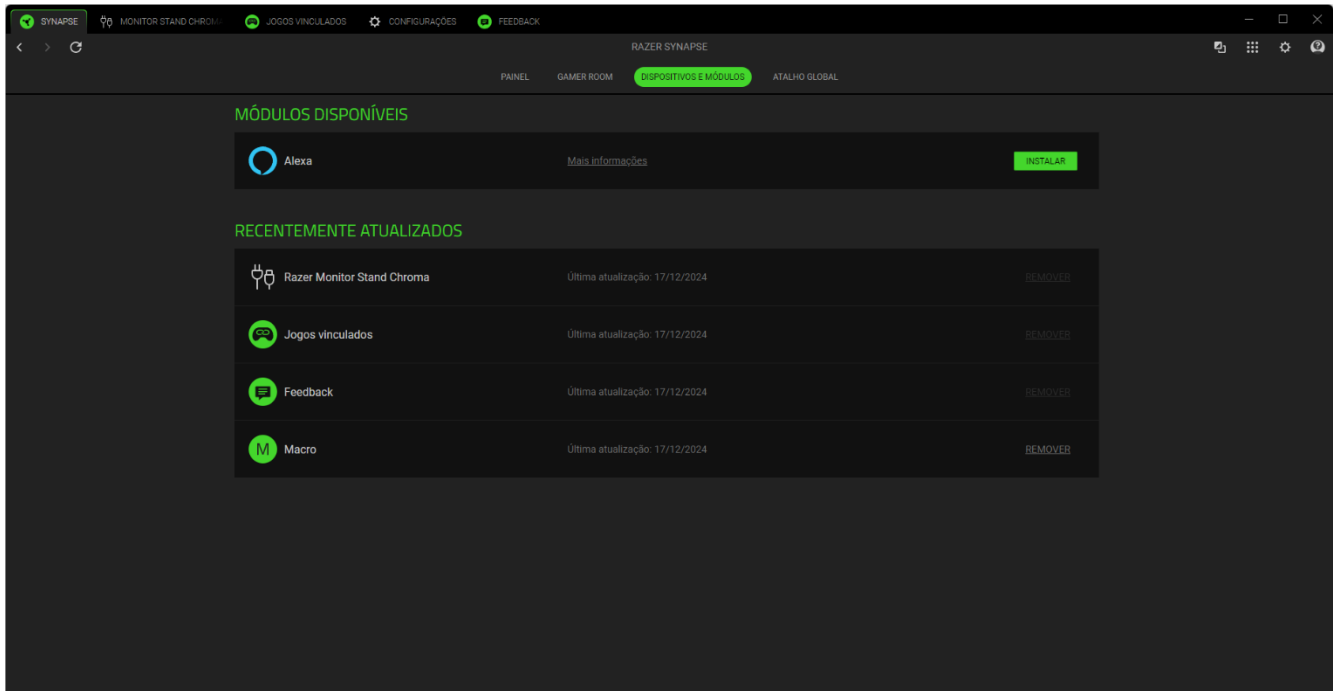 SYNAPSE MONITOR STAND CHROMA JOGOS VINCULADOS CONFIGURAÇÕES FEEDBACK
RAZER SYNAPSE
PAINEL GAMER ROOM DISPOSITIVOS E MÓDULOS ATALHO GLOBAL
MÓDULOS DISPONÍVEIS
Alexa Mais informações INSTALAR
RECENTEMENTE ATUALIZADOS
Razer Monitor Stand Chroma Última atualização: 17/12/2024 REMOVER
Jogos vinculados Última atualização: 17/12/2024 REMOVER
Feedback Última atualização: 17/12/2024 REMOVER
M Macro Última atualização: 17/12/2024 REMOVER